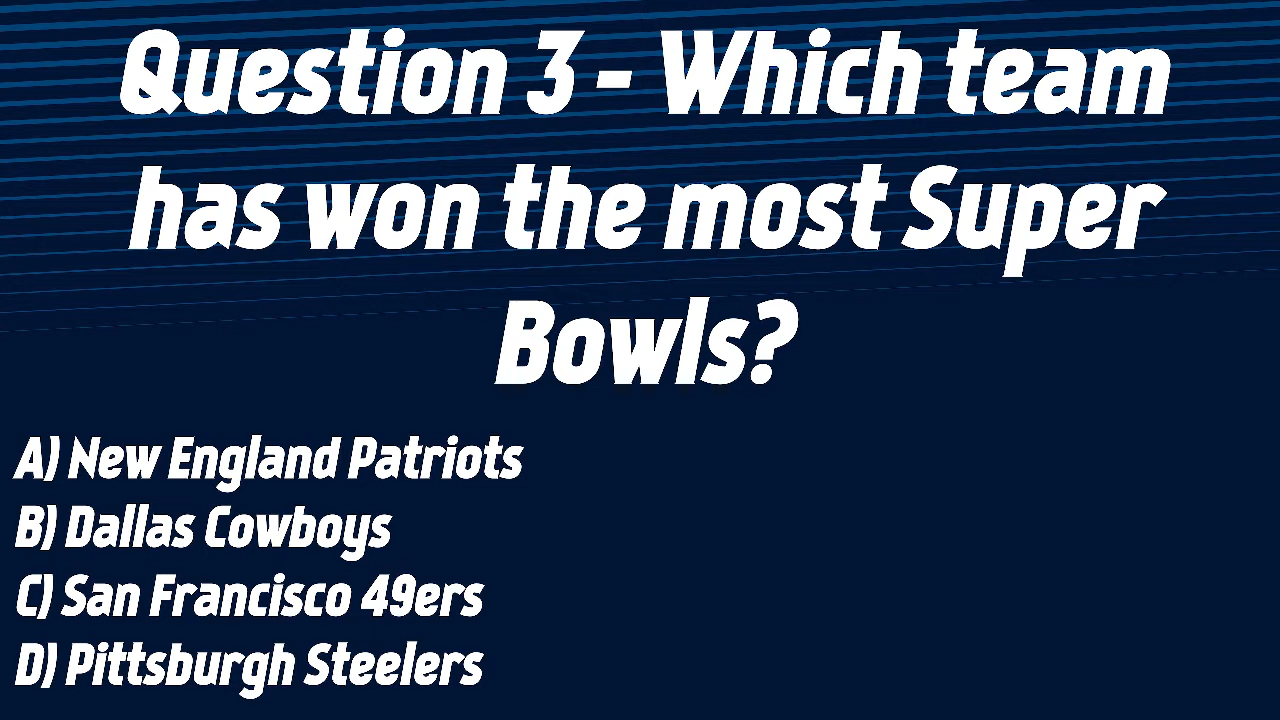 Question 3 - Which team
has won the most Super
Bowls?
A) New England Patriots
B) Dallas Cowboys
C) San Francisco 49ers
D) Pittsburgh Steelers